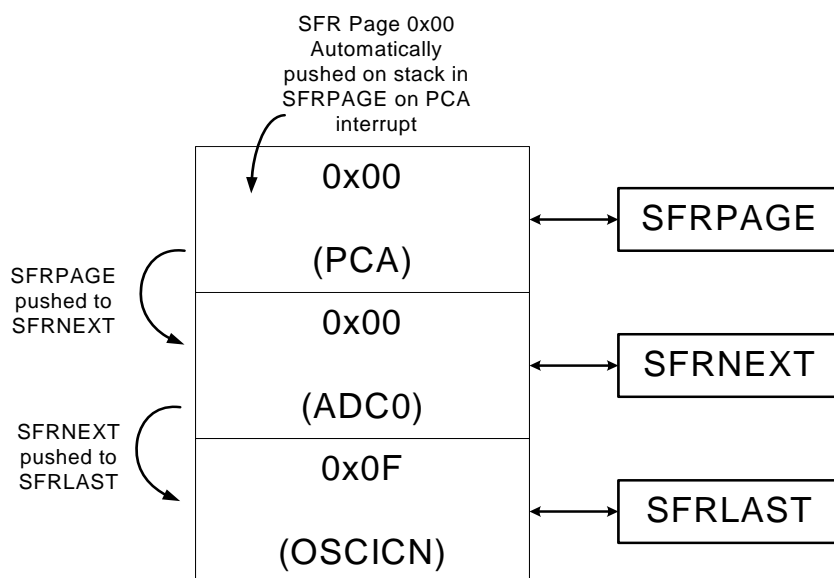 SFR Page 0x00
Automatically
pushed on stack in
SFRPAGE on PCA
interrupt
0x00
(PCA)
SFRPAGE
SFRPAGE
pushed to
SFRNEXT
0x00
(ADC0)
SFRNEXT
SFRNEXT
pushed to
SFRLAST
0x0F
(OSCICN)
SFRLAST